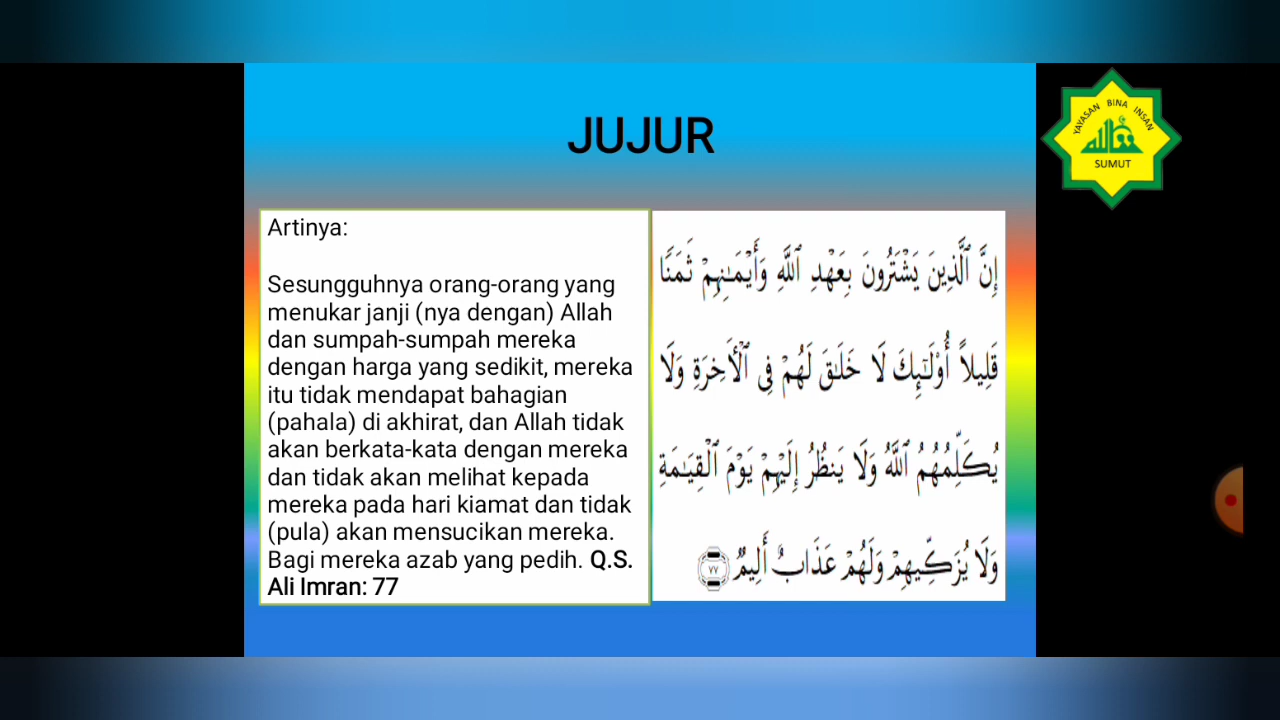 JUJUR
YAYASAN BINA INSAN
SUMUT
Artinya:
Sesungguhnya orang-orang yang
menukar janji (nya dengan) Allah
dan sumpah-sumpah mereka
dengan harga yang sedikit, mereka
itu tidak mendapat bahagian
(pahala) di akhirat, dan Allah tidak
akan berkata-kata dengan mereka
dan tidak akan melihat kepada
mereka pada hari kiamat dan tidak
(pula) akan mensucikan mereka.
Bagi mereka azab yang pedih. Q.S.
Ali Imran: 77
إِنَّ ٱلَّذِينَ يَشْتَرُونَ بِعَهْدِ ٱللَّهِ وَأَيْمَـٰنِهِمْ ثَمَنًا
قَلِيلاً أُوْلَـٰٓئِكَ لَا خَلَـٰقَ لَهُمْ فِى ٱلْأَخِرَةِ وَلَا
يُكَلِّمُهُمُ ٱللَّهُ وَلَا يَنظُرُ إِلَيْهِمْ يَوْمَ ٱلْقِيَـٰمَةِ
وَلَا يُزَكِّيهِمْ وَلَهُمْ عَذَابٌ أَلِيمٌ ٧٧